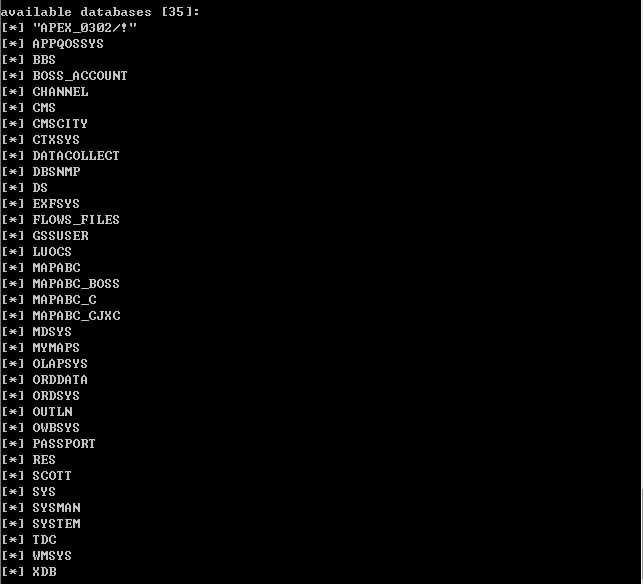 available databases [35]:
[*] "APEX_0302/!"
[*] APPQOSSYS
[*] BBS
[*] BOSS_ACCOUNT
[*] CHANNEL
[*] CMS
[*] CMSCITY
[*] CTXSYS
[*] DATACOLLECT
[*] DBSNMP
[*] DS
[*] EXFSYS
[*] FLOWS_FILES
[*] GSSUSER
[*] LUOCS
[*] MAPABC
[*] MAPABC_BOSS
[*] MAPABC_C
[*] MAPABC_CJXC
[*] MDSYS
[*] MYMAPS
[*] OLAPSYS
[*] ORDDATA
[*] ORDSYS
[*] OUTLN
[*] OWBSYS
[*] PASSPORT
[*] RES
[*] SCOTT
[*] SYS
[*] SYSMAN
[*] SYSTEM
[*] TDC
[*] WMSYS
[*] XDB